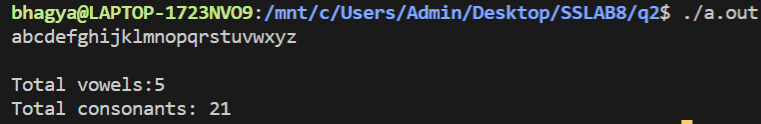 bhagya@LAPTOP-1723NVO9:/mnt/c/Users/Admin/Desktop/SSLAB8/q2$ ./a.out
abcdefghijklmnopqrstuvwxyz
Total vowels:5
Total consonants: 21